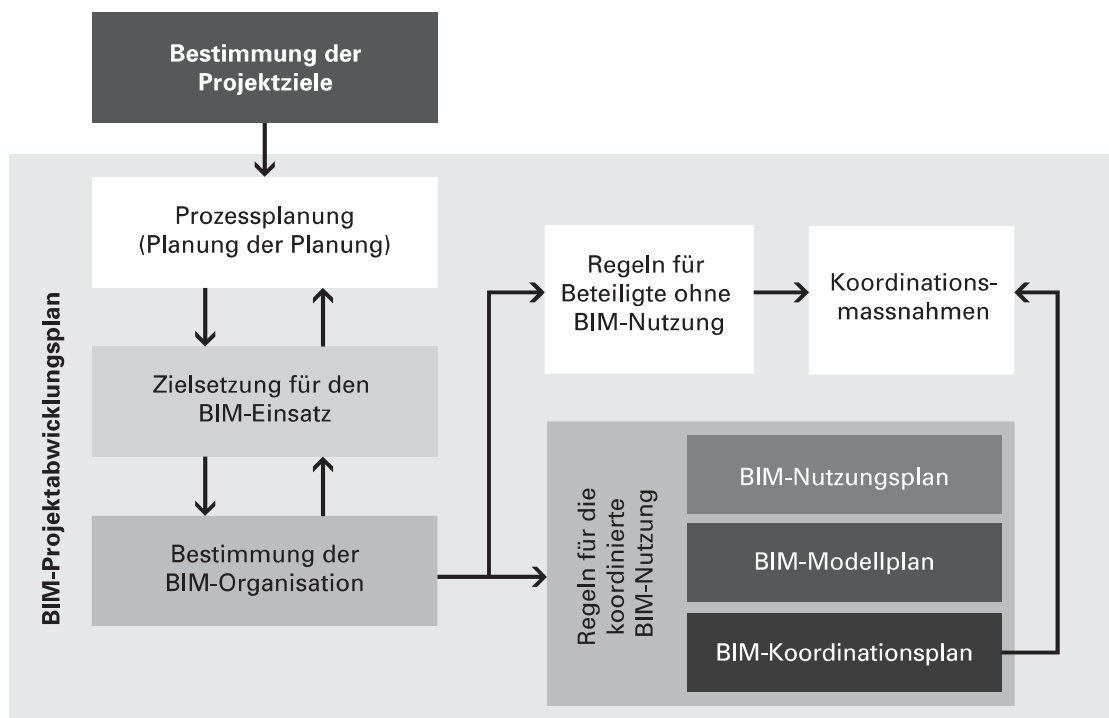 Bestimmung der
Projektziele
BIM-Projektabwicklungsplan
Prozessplanung
(Planung der Planung)
Zielsetzung für den
BIM-Einsatz
Bestimmung der
BIM-Organisation
Regeln für
Beteiligte ohne
BIM-Nutzung
Koordinations-
massnahmen
Regeln für die
koordinierte
BIM-Nutzung
BIM-Nutzungsplan
BIM-Modellplan
BIM-Koordinationsplan